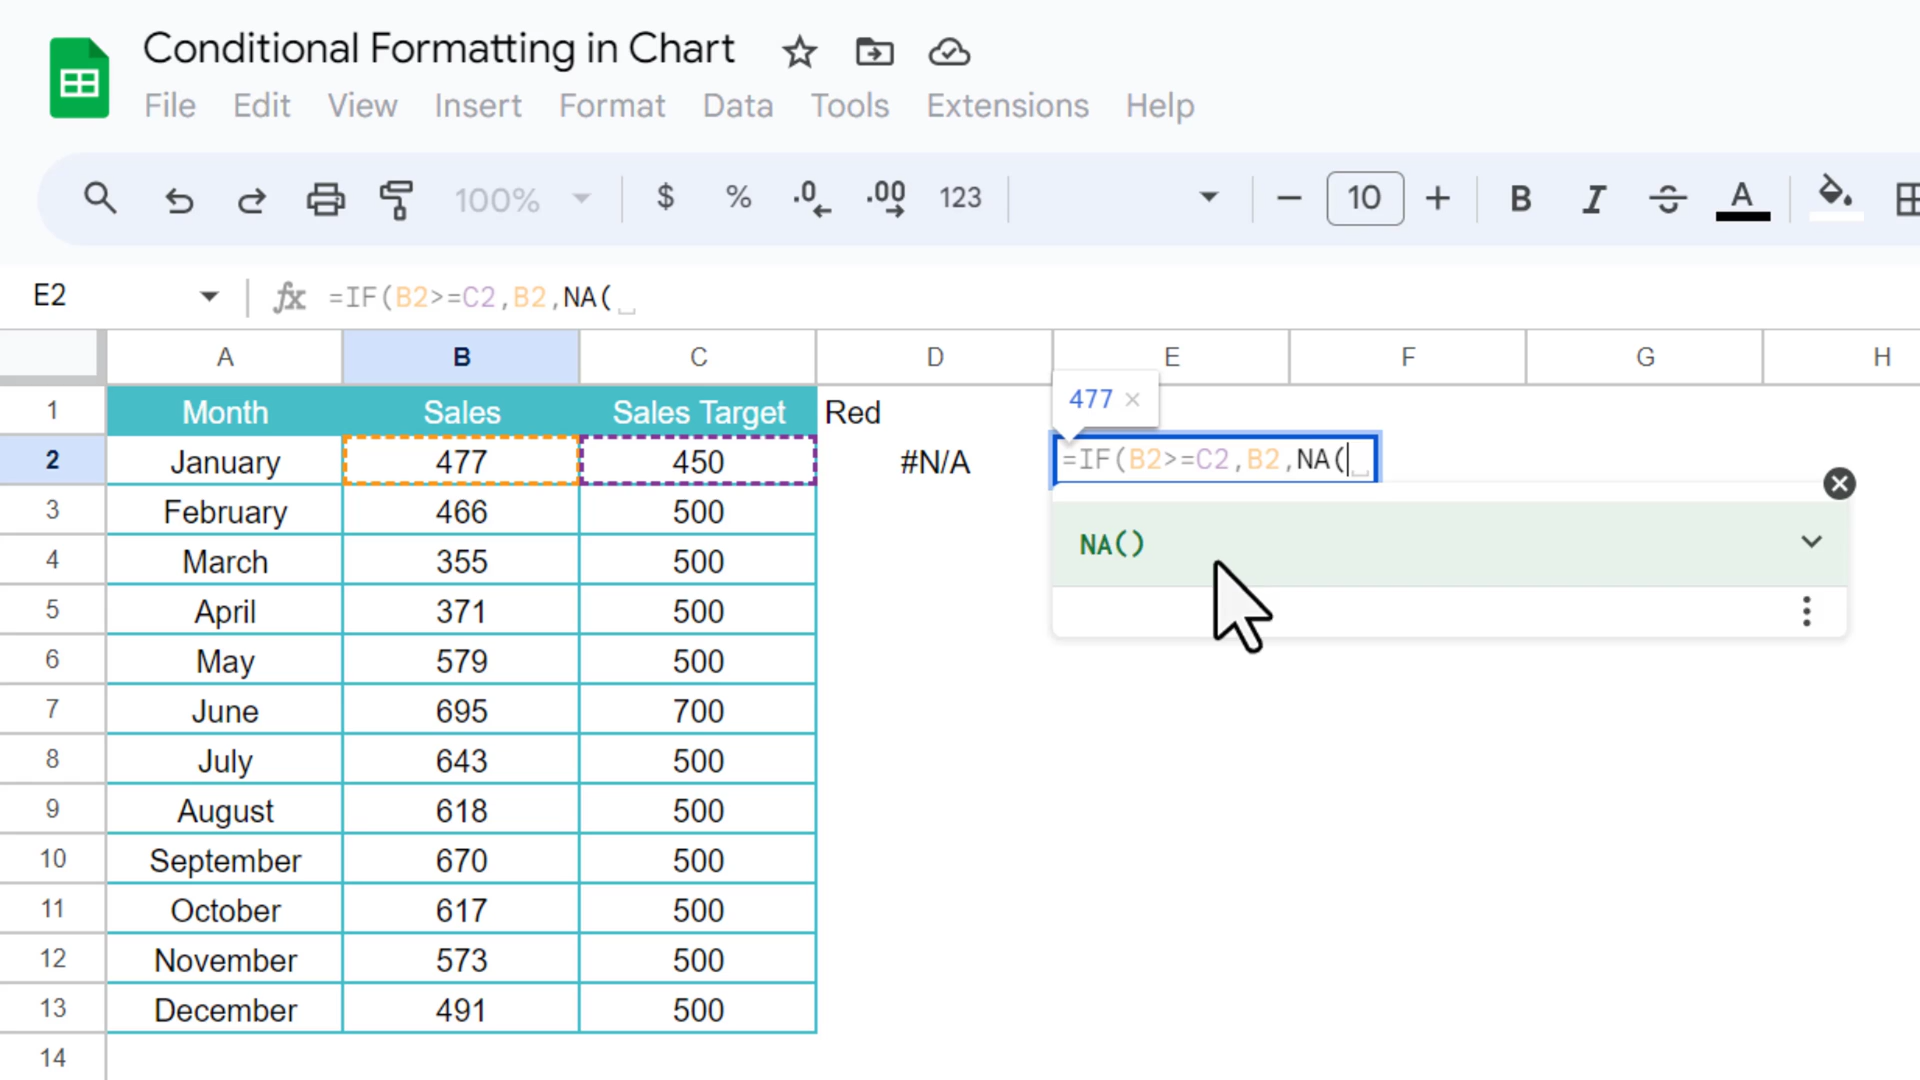 Conditional Formatting in Chart
File Edit View Insert Format Data Tools Extensions Help
100% $ % .0 .00 123 10 B I S A
E2 fx =IF(B2>=C2,B2,NA(
A B C D E F G H
477 ×
1 Month Sales Sales Target Red
2 January 477 450 #N/A =IF(B2>=C2,B2,NA(
3 February 466 500
NA()
4 March 355 500
5 April 371 500
6 May 579 500
7 June 695 700
8 July 643 500
9 August 618 500
10 September 670 500
11 October 617 500
12 November 573 500
13 December 491 500
14